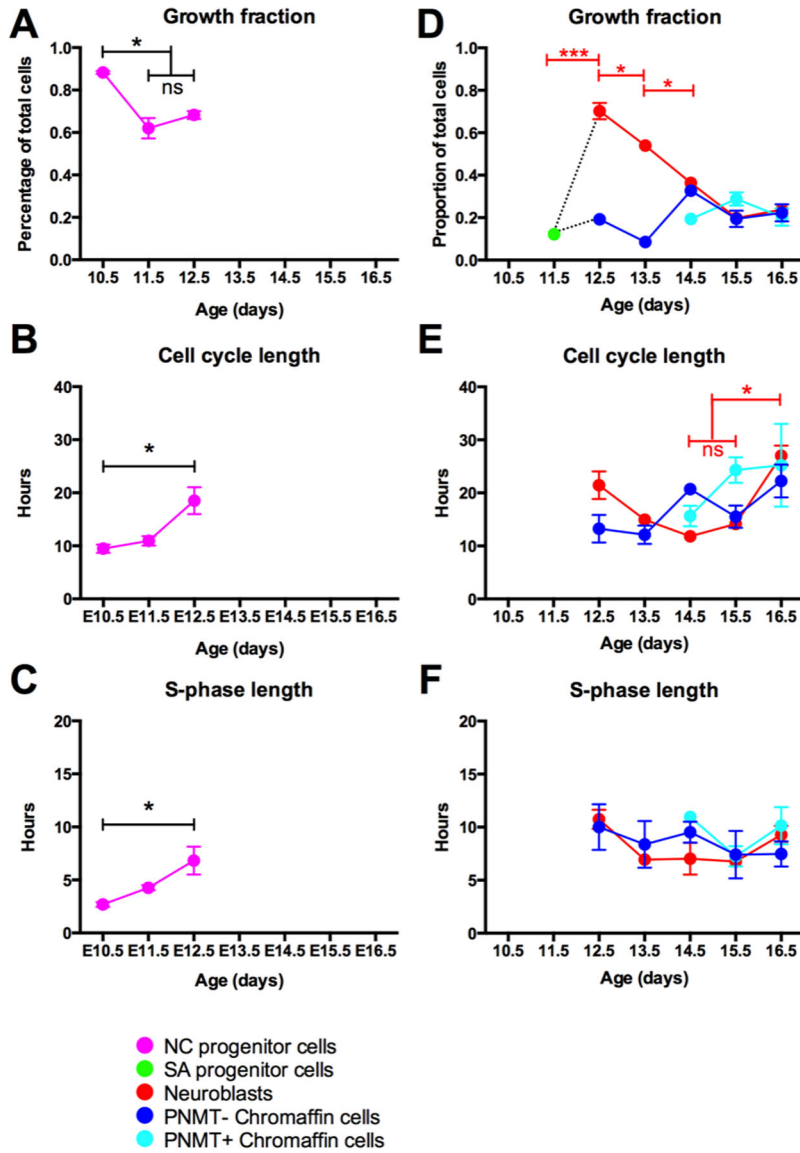 A
Growth fraction
Percentage of total cells
1.0
0.8
0.6
0.4
0.2
0.0
*
ns
10.5 11.5 12.5 13.5 14.5 15.5 16.5
Age (days)
D
Growth fraction
Proportion of total cells
1.0
0.8
0.6
0.4
0.2
0.0
*** * *
10.5 11.5 12.5 13.5 14.5 15.5 16.5
Age (days)
B
Cell cycle length
Hours
40
30
20
10
0
*
E10.5 E11.5 E12.5 E13.5 E14.5 E15.5 E16.5
Age (days)
E
Cell cycle length
Hours
40
30
20
10
0
*
ns
10.5 11.5 12.5 13.5 14.5 15.5 16.5
Age (days)
C
S-phase length
Hours
20
15
10
5
0
*
E10.5 E11.5 E12.5 E13.5 E14.5 E15.5 E16.5
Age (days)
F
S-phase length
Hours
20
15
10
5
0
10.5 11.5 12.5 13.5 14.5 15.5 16.5
Age (days)
NC progenitor cells
SA progenitor cells
Neuroblasts
PNMT- Chromaffin cells
PNMT+ Chromaffin cells